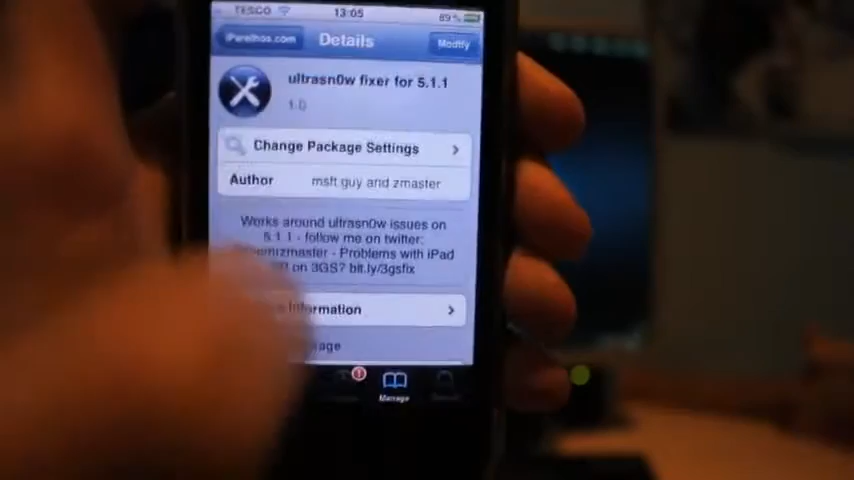 TESCO 13:05 89%
iParelhos.com Details Modify
ultrasn0w fixer for 5.1.1
1.0
Change Package Settings
Author msft.guy and zmaster
Works around ultrasn0w issues on
5.1.1 - follow me on twitter:
- Problems with iPad
on 3GS? bit.ly/3gsfix
Information
1
Manage